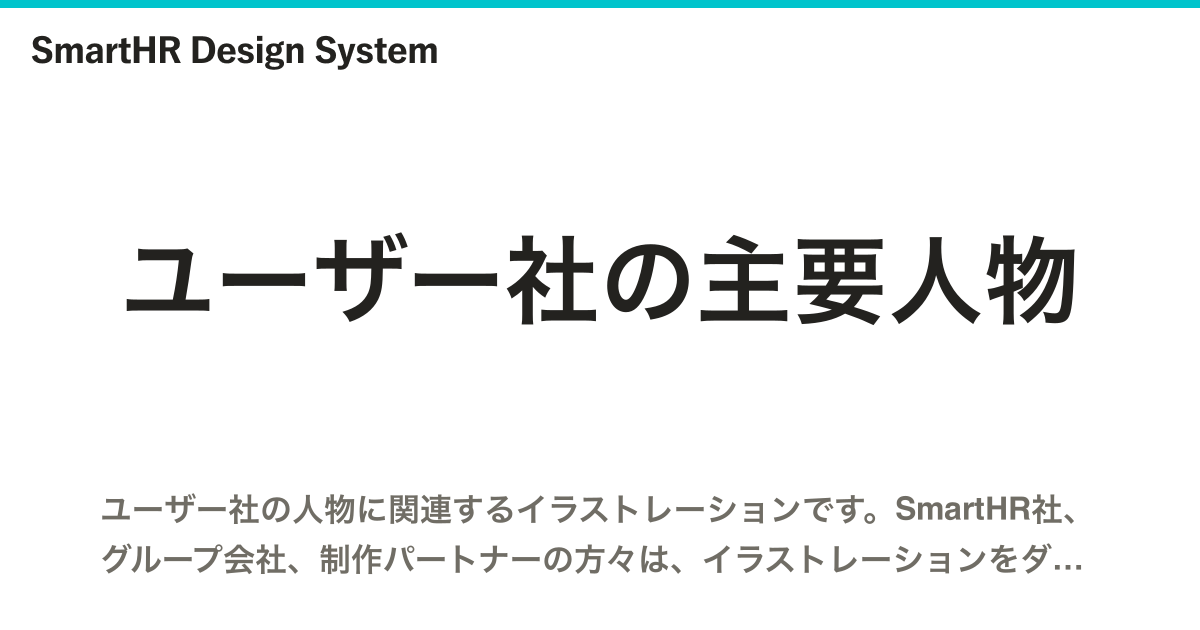 SmartHR Design System
ユーザー社の主要人物
ユーザー社の人物に関連するイラストレーションです。SmartHR社、
グループ会社、制作パートナーの方々は、イラストレーションをダ…